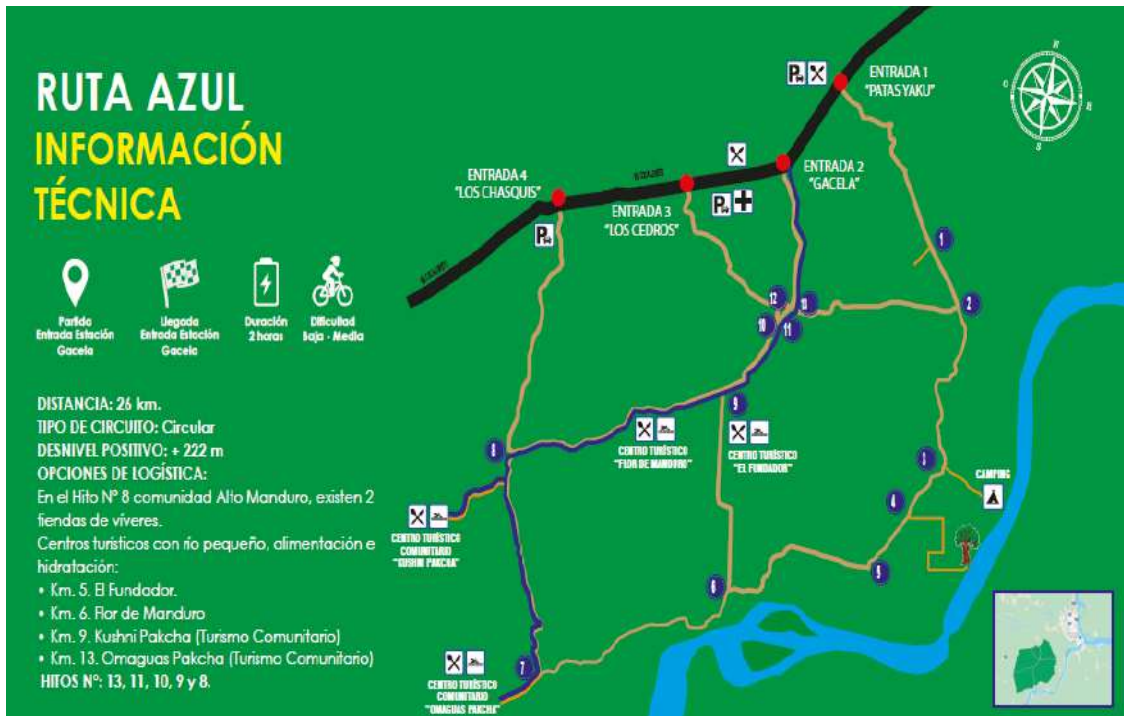 RUTA AZUL
INFORMACIÓN
TÉCNICA
Partida
Entrada Estación
Gacela
Llegada
Entrada Estación
Gacela
Duración
2 horas
Dificultad
Baja - Media
DISTANCIA: 26 km.
TIPO DE CIRCUITO: Circular
DESNIVEL POSITIVO: + 222 m
OPCIONES DE LOGÍSTICA:
En el Hito Nº 8 comunidad Alto Manduro, existen 2
tiendas de víveres.
Centros turísticos con río pequeño, alimentación e
hidratación:
• Km. 5. El Fundador.
• Km. 6. Flor de Manduro
• Km. 9. Kushni Pakcha (Turismo Comunitario)
• Km. 13. Omaguas Pakcha (Turismo Comunitario)
HITOS Nº: 13, 11, 10, 9 y 8.
ENTRADA 1
"PATAS YAKU"
P
ENTRADA 2
"GACELA"
ENTRADA 3
"LOS CEDROS"
P
ENTRADA 4
"LOS CHASQUIS"
P
N
O
S
1
2
12
13
10
11
9
8
3
4
5
6
7
CENTRO TURÍSTICO
"FLOR DE MANDURO"
CENTRO TURÍSTICO
"EL FUNDADOR"
CAMPING
CENTRO TURÍSTICO
COMUNITARIO
"KUSHNI PAKCHA"
CENTRO TURÍSTICO
COMUNITARIO
"OMAGUAS PAKCHA"